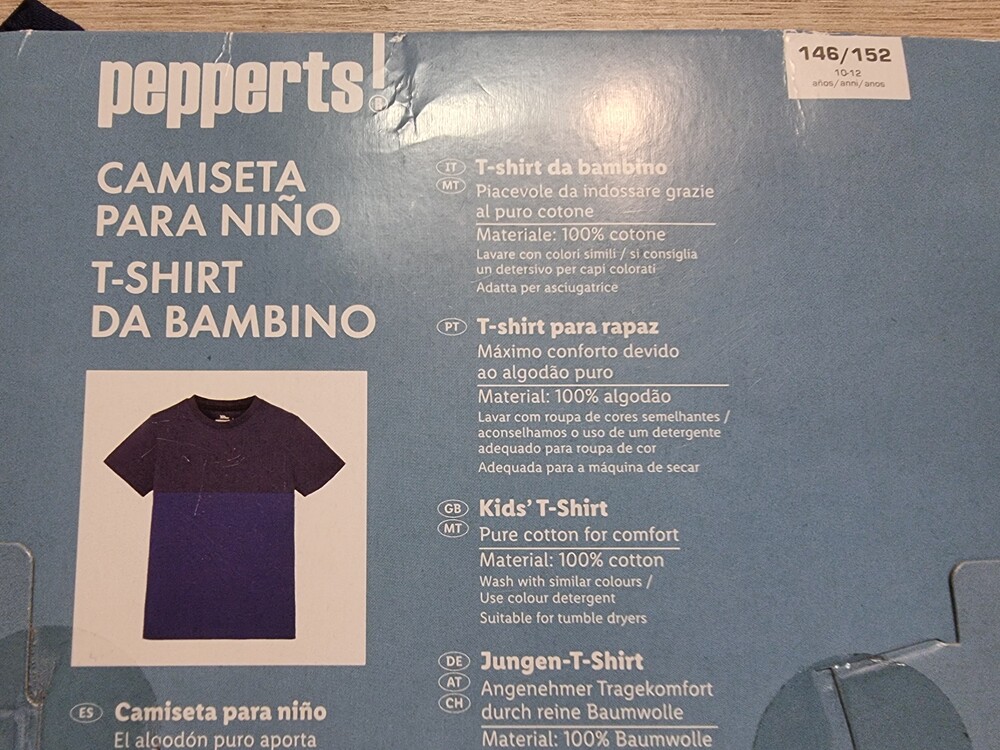 pepperts!
146/152
10-12
años/anni/anos
CAMISETA
PARA NIÑO
T-SHIRT
DA BAMBINO
IT
MT
T-shirt da bambino
Piacevole da indossare grazie
al puro cotone
Materiale: 100% cotone
Lavare con colori simili / si consiglia
un detersivo per capi colorati
Adatta per asciugatrice
PT
T-shirt para rapaz
Máximo conforto devido
ao algodão puro
Material: 100% algodão
Lavar com roupa de cores semelhantes /
aconselhamos o uso de um detergente
adequado para roupa de cor
Adequada para a máquina de secar
GB
MT
Kids' T-Shirt
Pure cotton for comfort
Material: 100% cotton
Wash with similar colours /
Use colour detergent
Suitable for tumble dryers
DE
AT
CH
Jungen-T-Shirt
Angenehmer Tragekomfort
durch reine Baumwolle
Material: 100% Baumwolle
ES
Camiseta para niño
El algodón puro aporta